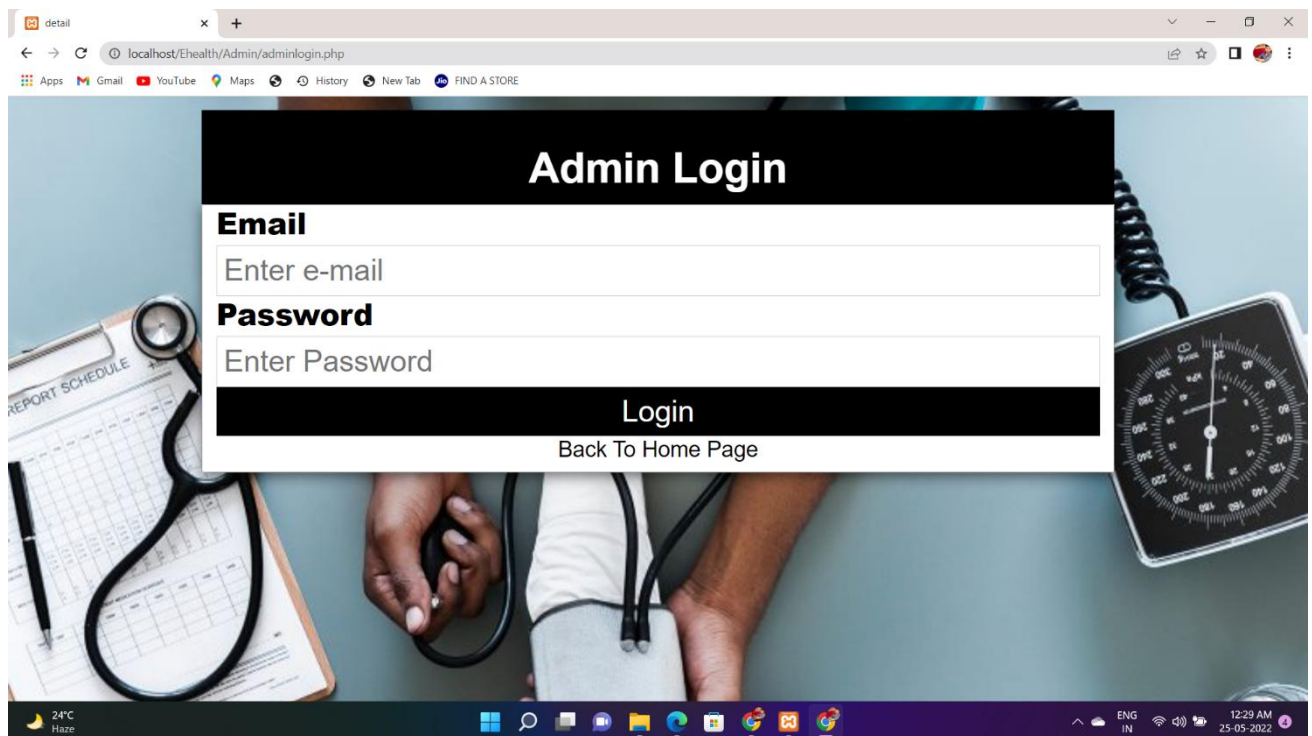 detail
localhost/Ehealth/Admin/adminlogin.php
Apps Gmail YouTube Maps History New Tab Jio FIND A STORE
Admin Login
Email
Enter e-mail
Password
Enter Password
Login
Back To Home Page
REPORT SCHEDULE
24°C
Haze
ENG
IN
12:29 AM
25-05-2022
4